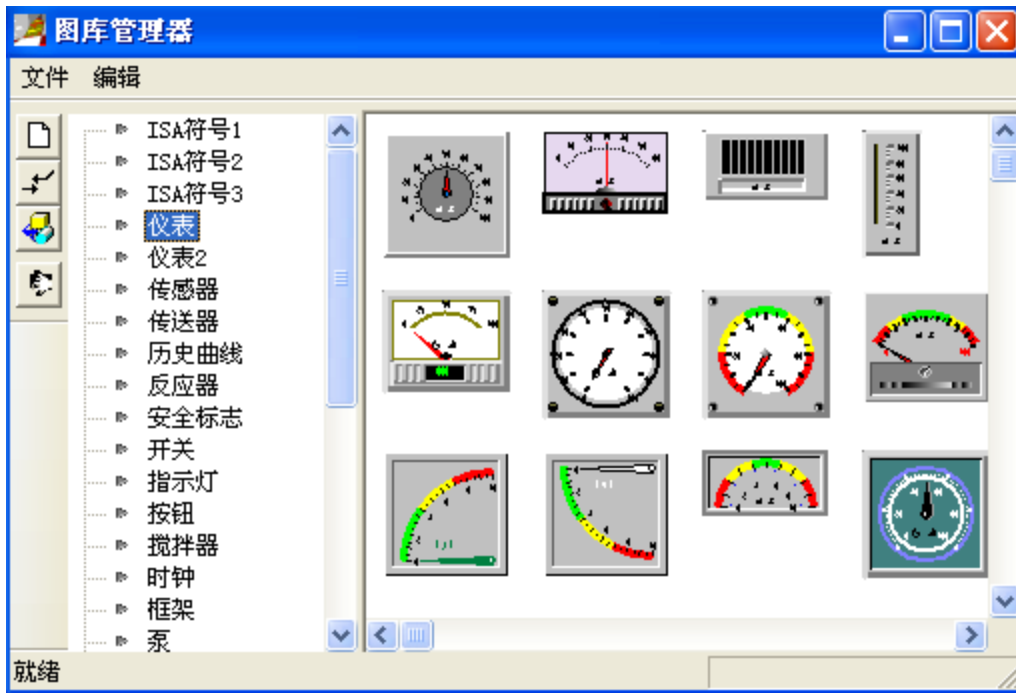 图库管理器
文件 编辑
ISA符号1
ISA符号2
ISA符号3
仪表
仪表2
传感器
传送器
历史曲线
反应器
安全标志
开关
指示灯
按钮
搅拌器
时钟
框架
泵
就绪